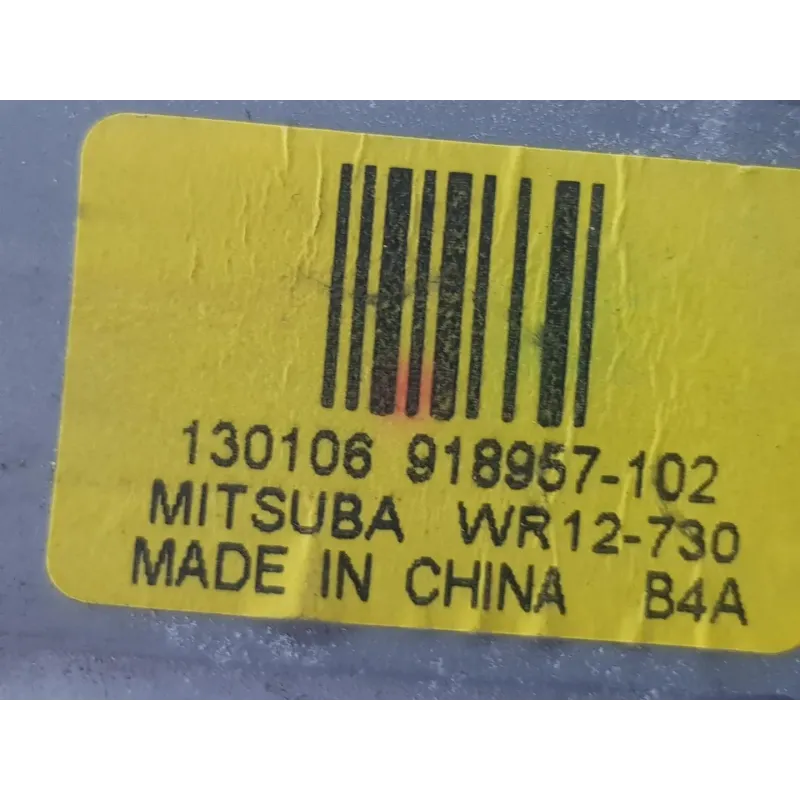 130106 918957-102
MITSUBA WR12-730
MADE IN CHINA B4A